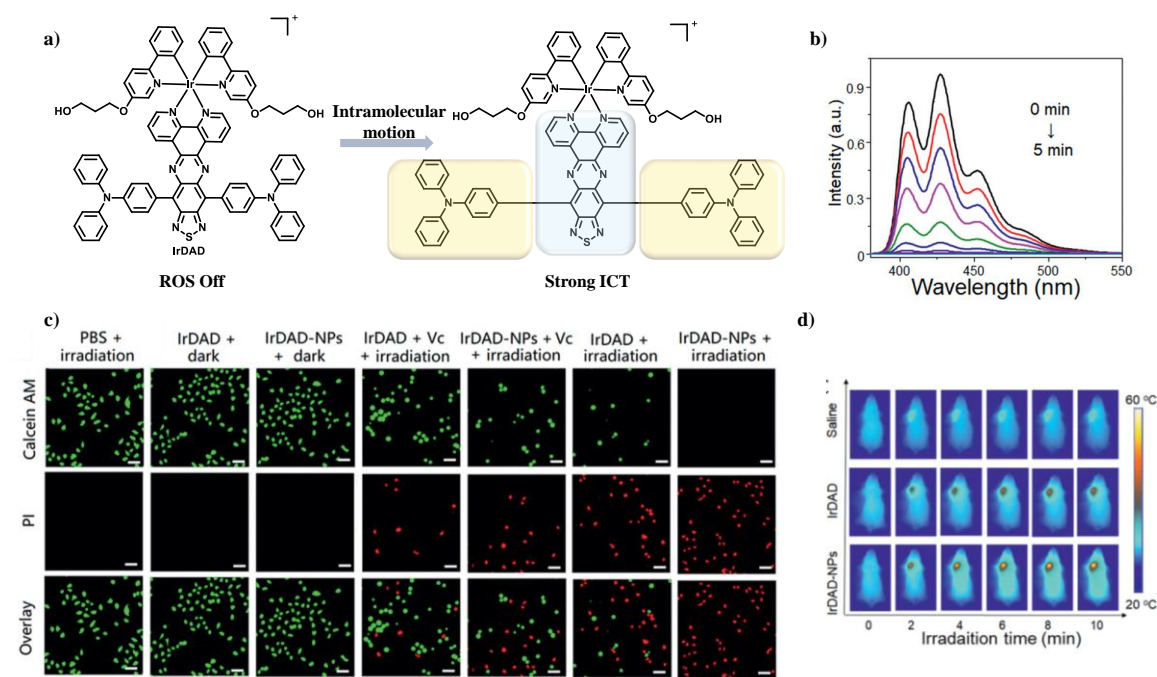 a)
]+
HO
O
N
Ir
N
O
OH
N
N
N
N
N
N
N
N
S
IrDAD
ROS Off
Intramolecular
motion
]+
HO
O
N
Ir
N
O
OH
N
N
N
N
N
N
N
N
S
Strong ICT
b)
Intensity (a.u.)
0.9
0.6
0.3
0
0 min
↓
5 min
400
450
500
550
Wavelength (nm)
c)
PBS +
irradiation
IrDAD +
dark
IrDAD-NPs
+ dark
IrDAD + Vc
+ irradiation
IrDAD-NPs + Vc
+ irradiation
IrDAD +
irradiation
IrDAD-NPs +
irradiation
Calcein AM
PI
Overlay
d)
Saline
IrDAD
IrDAD-NPs
0
2
4
6
8
10
Irradaition time (min)
60 ºC
20 ºC